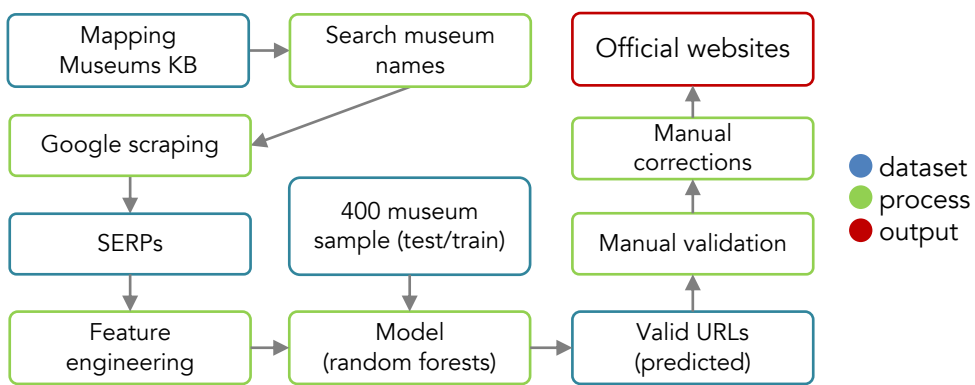 Mapping
Museums KB
Search museum
names
Google scraping
SERPs
Feature
engineering
400 museum
sample (test/train)
Model
(random forests)
Valid URLs
(predicted)
Manual validation
Manual
corrections
Official websites
dataset
process
output